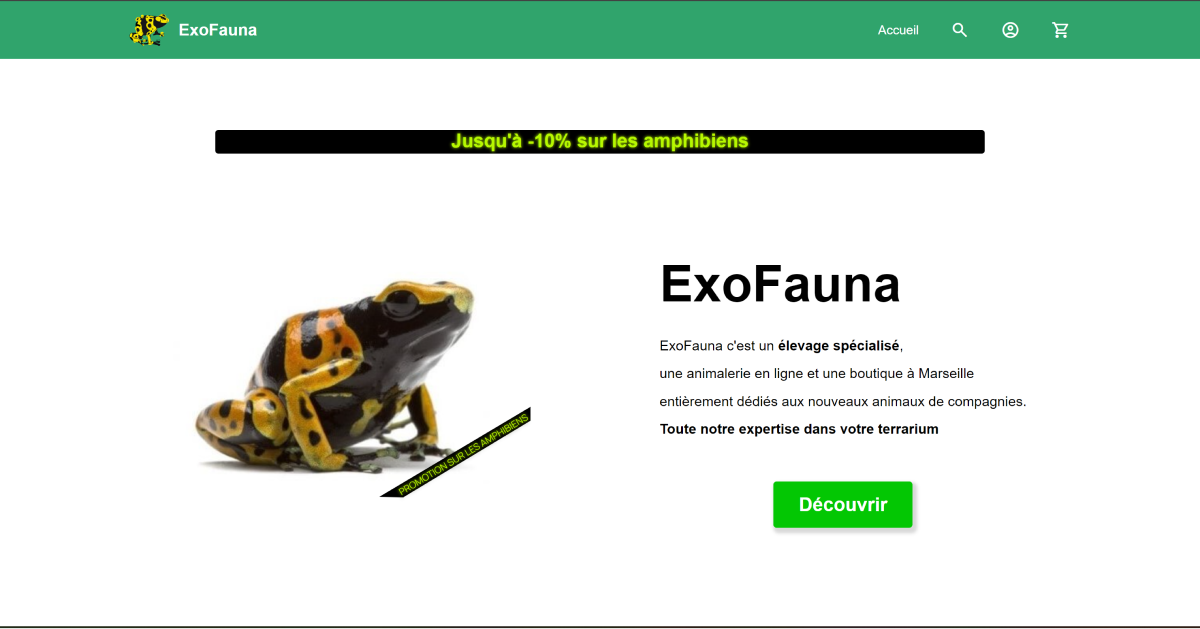 ExoFauna
Accueil
Jusqu'à -10% sur les amphibiens
ExoFauna
ExoFauna c'est un élevage spécialisé,
une animalerie en ligne et une boutique à Marseille
entièrement dédiés aux nouveaux animaux de compagnies.
Toute notre expertise dans votre terrarium
PROMOTION SUR LES AMPHIBIENS
Découvrir